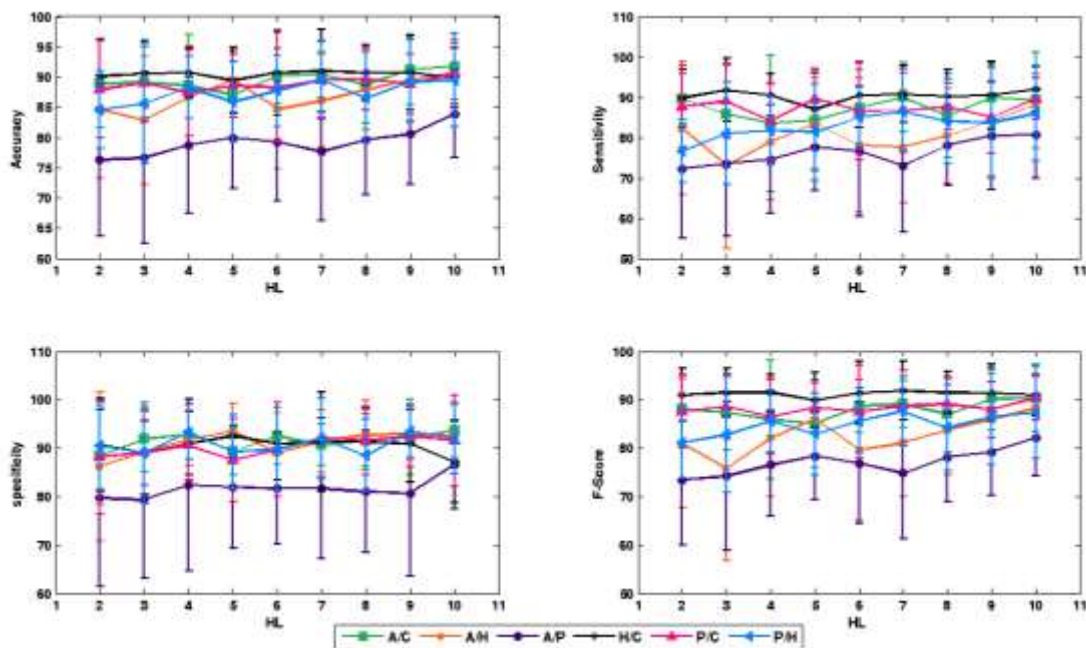 100 110
95 100
90
85 90
80 80
75
70 70
65 60
60 50
Accuracy Sensitivity
1 2 3 4 5 6 7 8 9 10 11 1 2 3 4 5 6 7 8 9 10 11
HL HL
110 100
100 90
90
80 80
70 70
60 60
50
specificity F-Score
1 2 3 4 5 6 7 8 9 10 11 1 2 3 4 5 6 7 8 9 10 11
HL HL
A/C A/H A/P H/C P/C P/H